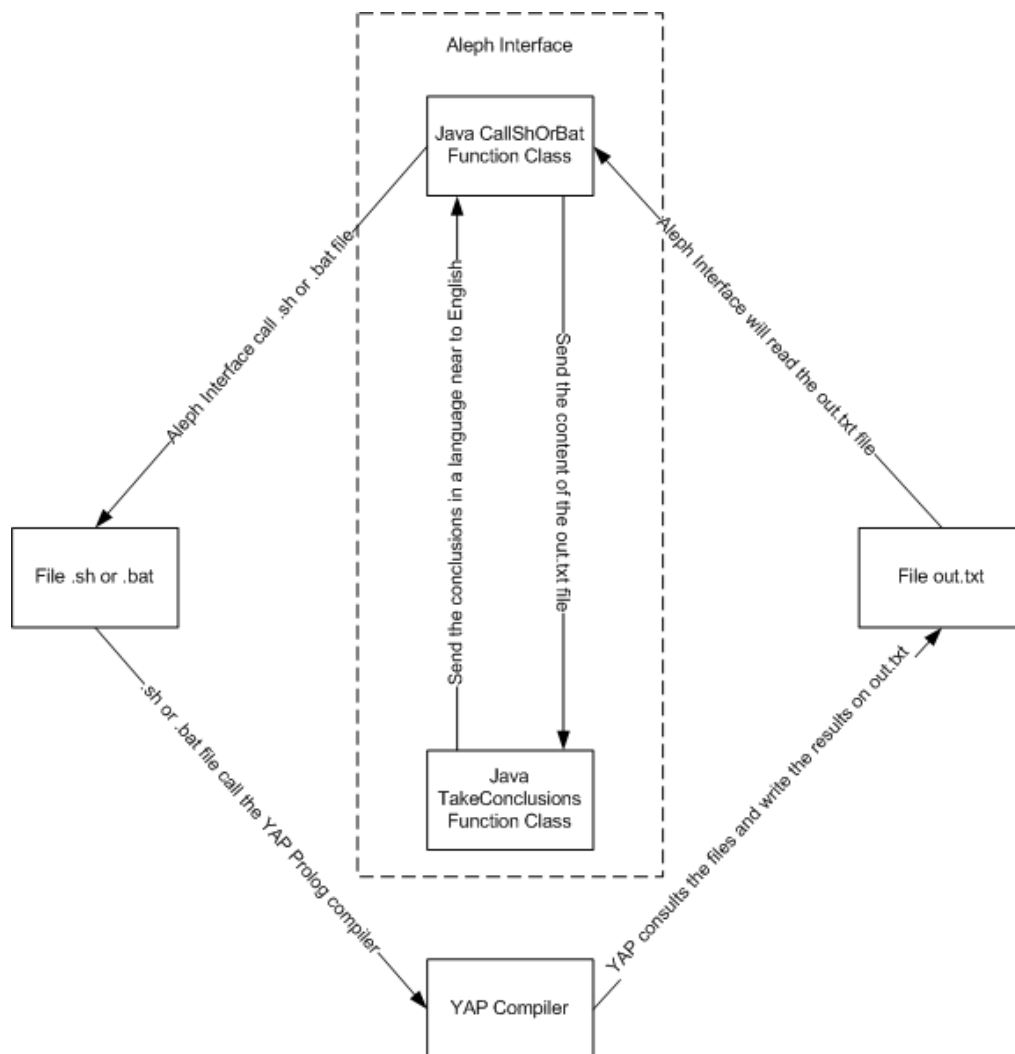 Aleph Interface
Java CallShOrBat
Function Class
Aleph Interface call .sh or .bat file
Send the conclusions in a language near to English
Send the content of the out.txt file
Aleph Interface will read the out.txt file
File .sh or .bat
File out.txt
.sh or .bat file call the YAP Prolog compiler
Java
TakeConclusions
Function Class
YAP consults the files and write the results on out.txt
YAP Compiler